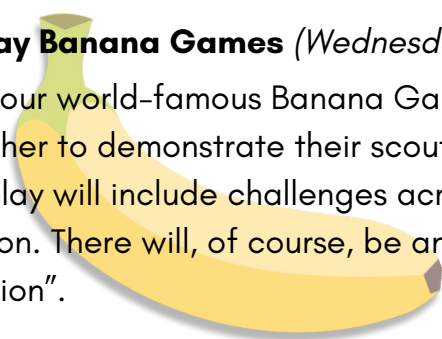 ay Banana Games (Wednesd
our world-famous Banana Ga
her to demonstrate their scout
lay will include challenges acr
on. There will, of course, be an
ion”.